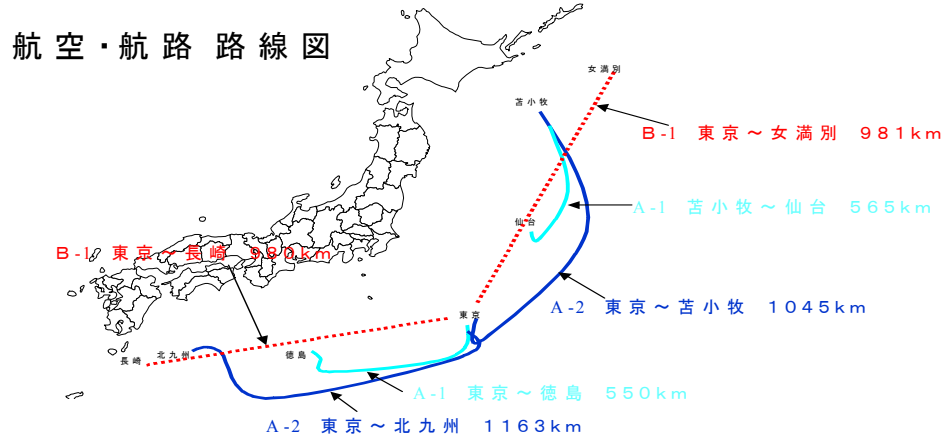 航空・航路 路線図
女満別
苫小牧
B-1 東京～女満別 981km
A-1 苫小牧～仙台 565km
仙台
B-1 東京～長崎 980km
A-2 東京～苫小牧 1045km
東京
北九州
徳島
長崎
A-1 東京～徳島 550km
A-2 東京～北九州 1163km